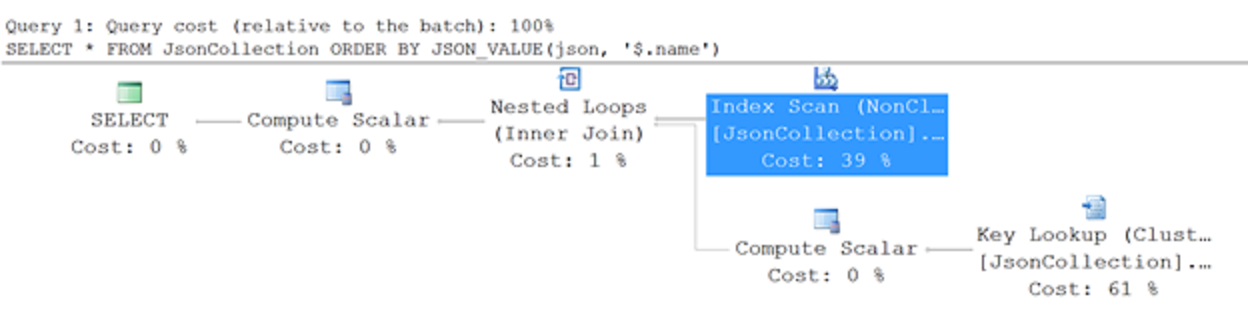 Query 1: Query cost (relative to the batch): 100%
SELECT * FROM JsonCollection ORDER BY JSON_VALUE(json, '$.name')
SELECT
Cost: 0 %
Compute Scalar
Cost: 0 %
Nested Loops
(Inner Join)
Cost: 1 %
Index Scan (NonCl…
[JsonCollection].…
Cost: 39 %
Compute Scalar
Cost: 0 %
Key Lookup (Clust…
[JsonCollection].…
Cost: 61 %